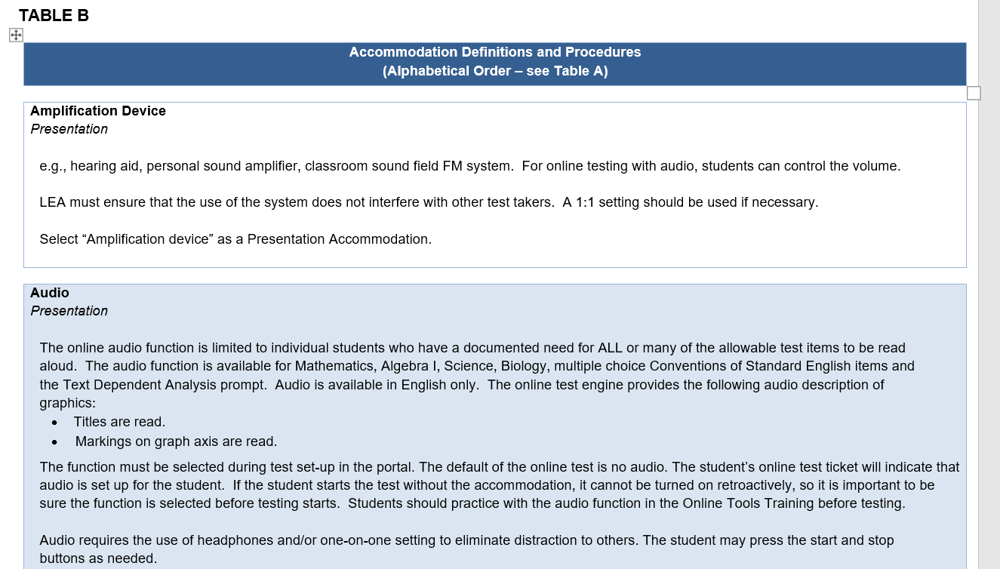 TABLE B
Accommodation Definitions and Procedures
(Alphabetical Order – see Table A)
Amplification Device
Presentation
e.g., hearing aid, personal sound amplifier, classroom sound field FM system.  For online testing with audio, students can control the volume.
LEA must ensure that the use of the system does not interfere with other test takers.  A 1:1 setting should be used if necessary.
Select “Amplification device” as a Presentation Accommodation.
Audio
Presentation
The online audio function is limited to individual students who have a documented need for ALL or many of the allowable test items to be read
aloud.  The audio function is available for Mathematics, Algebra I, Science, Biology, multiple choice Conventions of Standard English items and
the Text Dependent Analysis prompt.  Audio is available in English only.  The online test engine provides the following audio description of
graphics:
• Titles are read.
• Markings on graph axis are read.
The function must be selected during test set-up in the portal. The default of the online test is no audio. The student’s online test ticket will indicate that
audio is set up for the student.  If the student starts the test without the accommodation, it cannot be turned on retroactively, so it is important to be
sure the function is selected before testing starts.  Students should practice with the audio function in the Online Tools Training before testing.
Audio requires the use of headphones and/or one-on-one setting to eliminate distraction to others. The student may press the start and stop
buttons as needed.